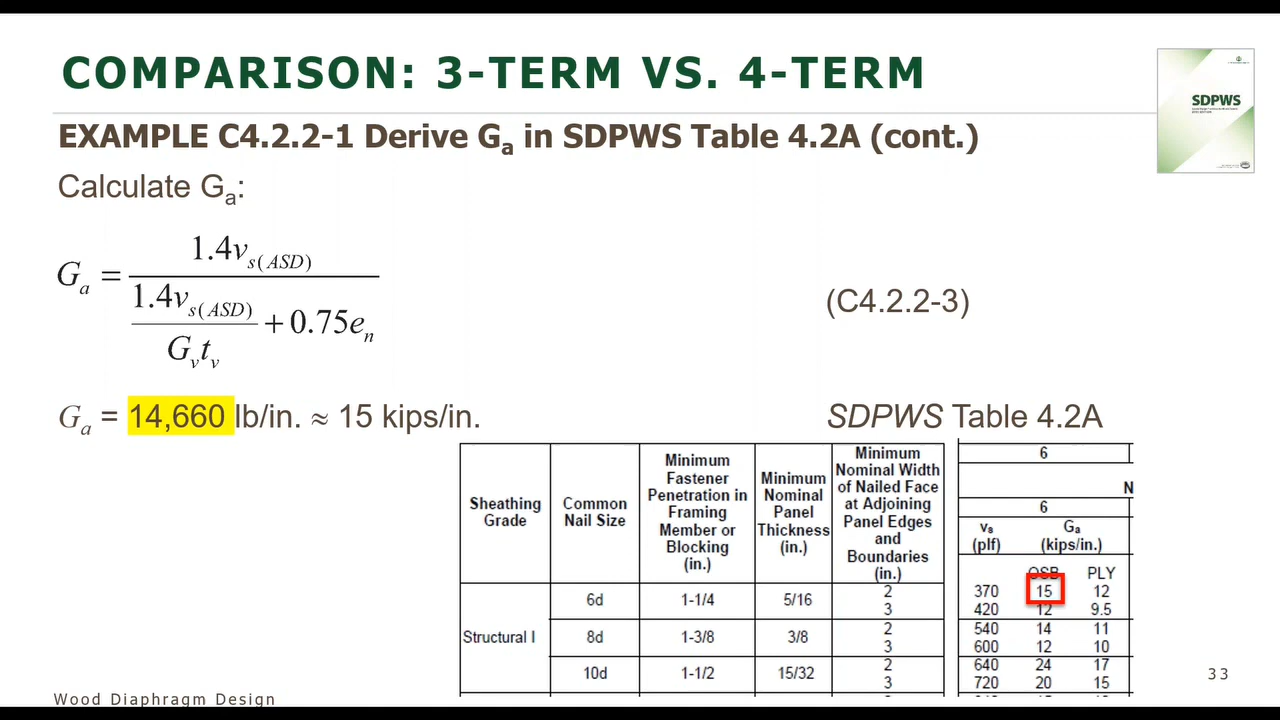 COMPARISON: 3-TERM VS. 4-TERM
SDPWS
EXAMPLE C4.2.2-1 Derive Ga in SDPWS Table 4.2A (cont.)
Calculate Ga:
Ga = 1.4vs(ASD) / (1.4vs(ASD) / Gvtv + 0.75en)
(C4.2.2-3)
Ga = 14,660 lb/in. ≈ 15 kips/in.
SDPWS Table 4.2A
Sheathing Grade
Common Nail Size
Minimum Fastener Penetration in Framing Member or Blocking (in.)
Minimum Nominal Panel Thickness (in.)
Minimum Nominal Width of Nailed Face at Adjoining Panel Edges and Boundaries (in.)
6
N
6
vs (plf)
Ga (kips/in.)
OSB PLY
Structural I
6d 1-1/4 5/16 2 370 15 12
3 420 12 9.5
8d 1-3/8 3/8 2 540 14 11
3 600 12 10
10d 1-1/2 15/32 2 640 24 17
3 720 20 15
33
Wood Diaphragm Design